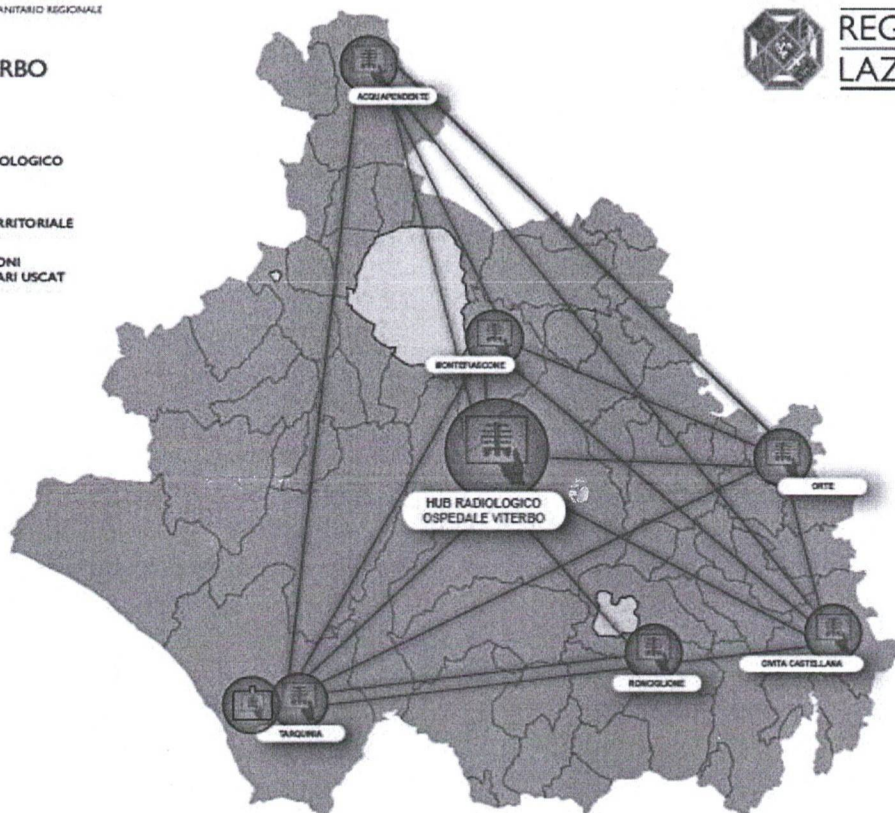 ANITARIO REGIONALE
RBO
OLOGICO
RRITORIALE
ONI
ARI USCAT
REG
LAZ
ACQUAPENDENTE
MONTEFIASCONE
HUB RADIOLOGICO
OSPEDALE VITERBO
ORTE
CIVITA CASTELLANA
RONCIGLIONE
TARQUINIA